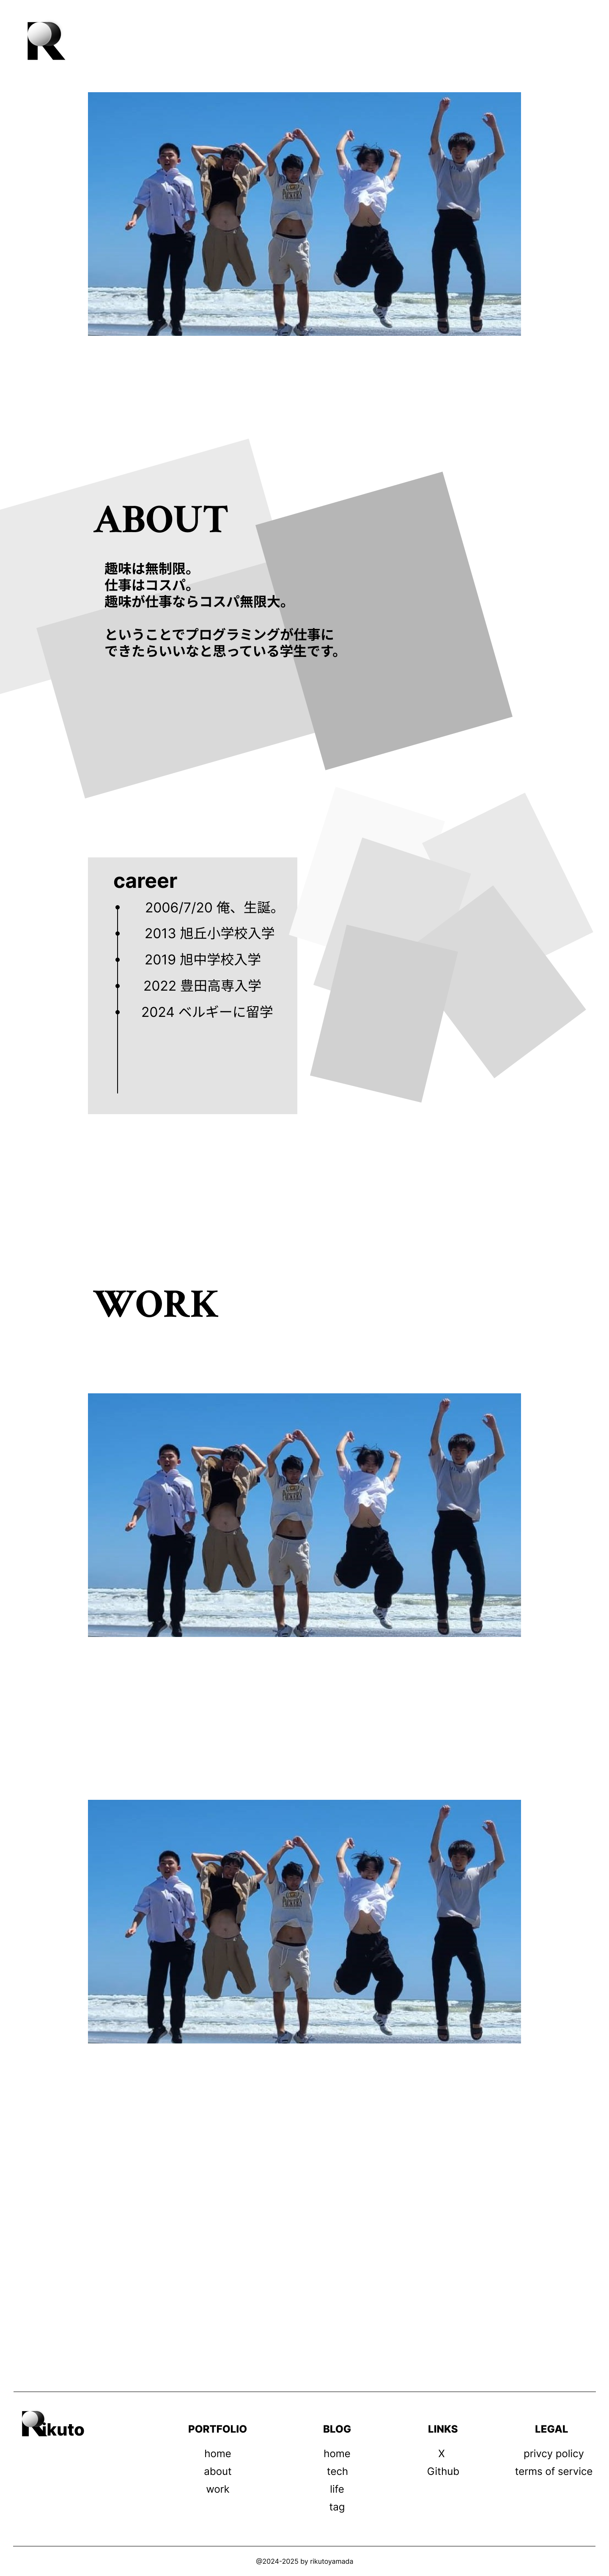 R
ABOUT
趣味は無制限。
仕事はコスパ。
趣味が仕事ならコスパ無限大。
ということでプログラミングが仕事に
できたらいいなと思っている学生です。
career
2006/7/20 俺、生誕。
2013 旭丘小学校入学
2019 旭中学校入学
2022 豊田高専入学
2024 ベルギーに留学
WORK
Rikuto
PORTFOLIO
home
about
work
BLOG
home
tech
life
tag
LINKS
X
Github
LEGAL
privcy policy
terms of service
@2024-2025 by rikutoyamada